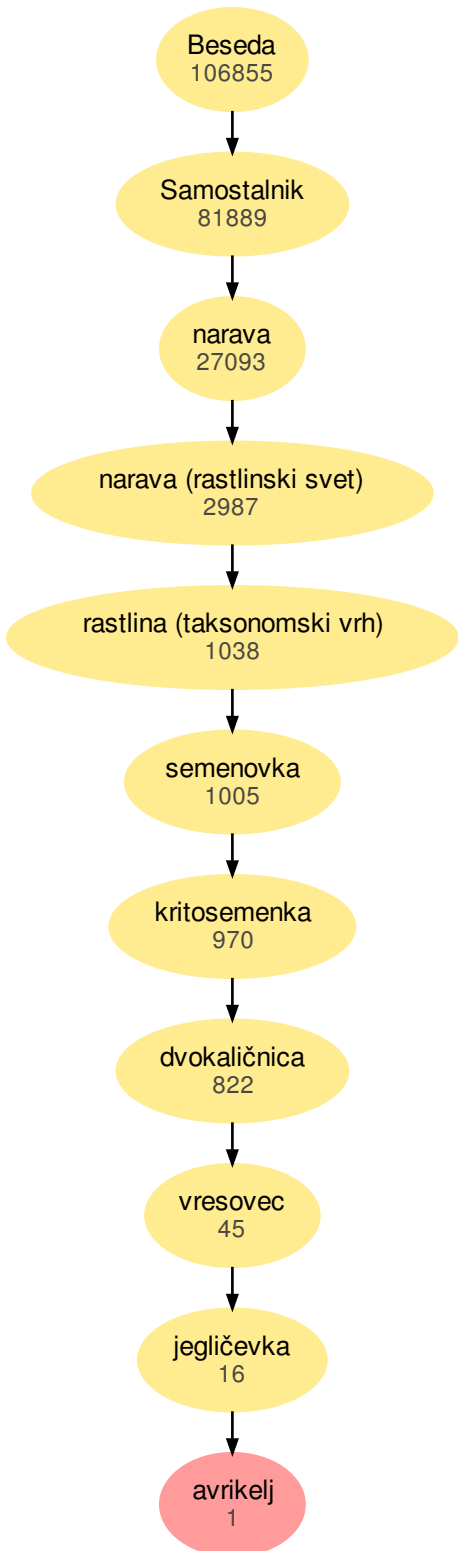 Beseda
106855
Samostalnik
81889
narava
27093
narava (rastlinski svet)
2987
rastlina (taksonomski vrh)
1038
semenovka
1005
kritosemenka
970
dvokaličnica
822
vresovec
45
jegličevka
16
avrikelj
1